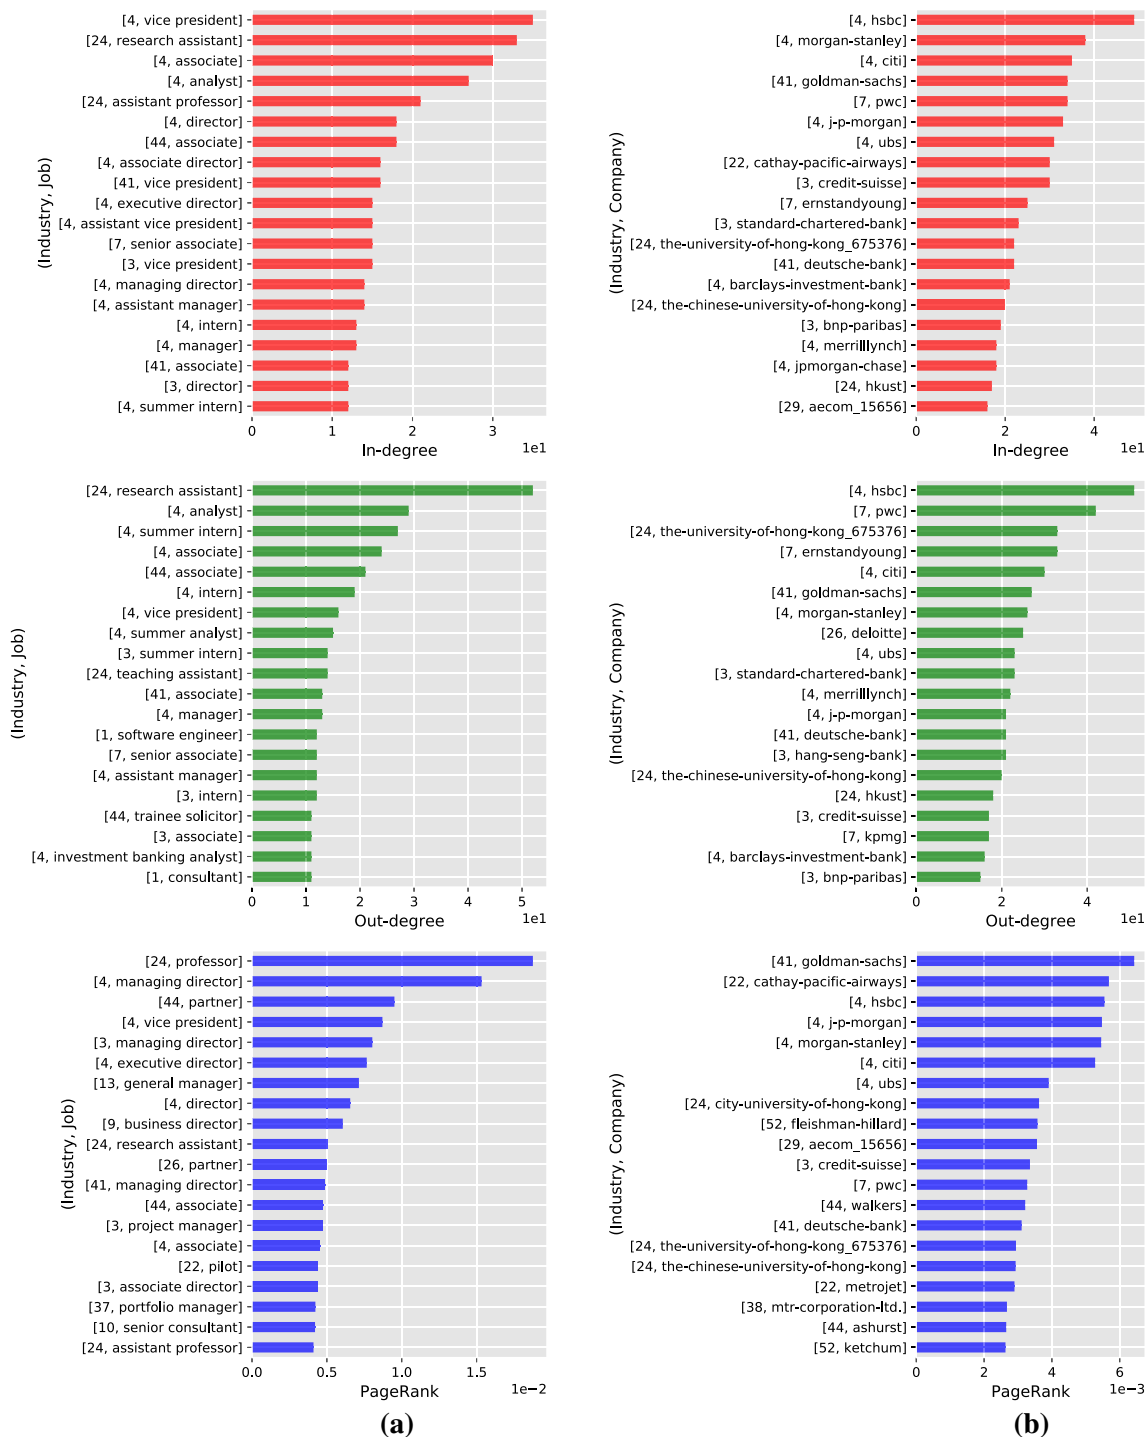 [4, vice president]
[24, research assistant]
[4, associate]
[4, analyst]
[24, assistant professor]
[4, director]
[44, associate]
[4, associate director]
[41, vice president]
[4, executive director]
[4, assistant vice president]
[7, senior associate]
[3, vice president]
[4, managing director]
[4, assistant manager]
[4, intern]
[4, manager]
[41, associate]
[3, director]
[4, summer intern]
(Industry, Job)
0 1 2 3
1e1
In-degree
[4, hsbc]
[4, morgan-stanley]
[4, citi]
[41, goldman-sachs]
[7, pwc]
[4, j-p-morgan]
[4, ubs]
[22, cathay-pacific-airways]
[3, credit-suisse]
[7, ernstandyoung]
[3, standard-chartered-bank]
[24, the-university-of-hong-kong_675376]
[41, deutsche-bank]
[4, barclays-investment-bank]
[24, the-chinese-university-of-hong-kong]
[3, bnp-paribas]
[4, merrilllynch]
[4, jpmorgan-chase]
[24, hkust]
[29, aecom_15656]
(Industry, Company)
0 2 4
1e1
In-degree
[24, research assistant]
[4, analyst]
[4, summer intern]
[4, associate]
[44, associate]
[4, intern]
[4, vice president]
[4, summer analyst]
[3, summer intern]
[24, teaching assistant]
[41, associate]
[4, manager]
[1, software engineer]
[7, senior associate]
[4, assistant manager]
[3, intern]
[44, trainee solicitor]
[3, associate]
[4, investment banking analyst]
[1, consultant]
(Industry, Job)
0 1 2 3 4 5
1e1
Out-degree
[4, hsbc]
[7, pwc]
[24, the-university-of-hong-kong_675376]
[7, ernstandyoung]
[4, citi]
[41, goldman-sachs]
[4, morgan-stanley]
[26, deloitte]
[4, ubs]
[3, standard-chartered-bank]
[4, merrilllynch]
[4, j-p-morgan]
[41, deutsche-bank]
[3, hang-seng-bank]
[24, the-chinese-university-of-hong-kong]
[24, hkust]
[3, credit-suisse]
[7, kpmg]
[4, barclays-investment-bank]
[3, bnp-paribas]
(Industry, Company)
0 2 4
1e1
Out-degree
[24, professor]
[4, managing director]
[44, partner]
[4, vice president]
[3, managing director]
[4, executive director]
[13, general manager]
[4, director]
[9, business director]
[24, research assistant]
[26, partner]
[41, managing director]
[44, associate]
[3, project manager]
[4, associate]
[22, pilot]
[3, associate director]
[37, portfolio manager]
[10, senior consultant]
[24, assistant professor]
(Industry, Job)
0.0 0.5 1.0 1.5
1e−2
PageRank
(a)
[41, goldman-sachs]
[22, cathay-pacific-airways]
[4, hsbc]
[4, j-p-morgan]
[4, morgan-stanley]
[4, citi]
[4, ubs]
[24, city-university-of-hong-kong]
[52, fleishman-hillard]
[29, aecom_15656]
[3, credit-suisse]
[7, pwc]
[44, walkers]
[41, deutsche-bank]
[24, the-university-of-hong-kong_675376]
[24, the-chinese-university-of-hong-kong]
[22, metrojet]
[38, mtr-corporation-ltd.]
[44, ashurst]
[52, ketchum]
(Industry, Company)
0 2 4 6
1e−3
PageRank
(b)